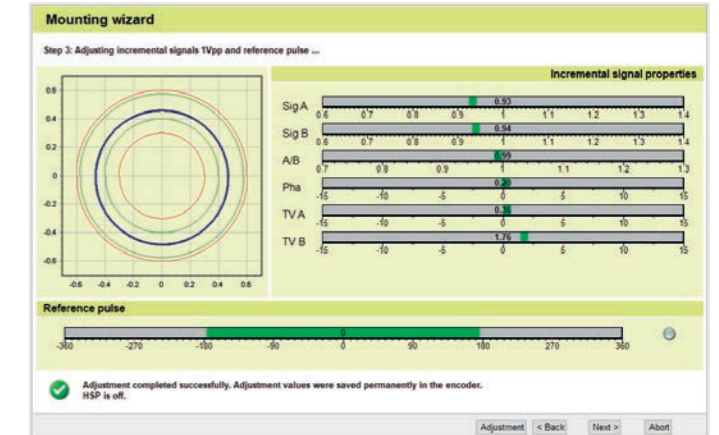 Mounting wizard
Step 3: Adjusting incremental signals 1Vpp and reference pulse ...
Incremental signal properties
0.6
0.4
0.2
0
-0.2
-0.4
-0.6
-0.6 -0.4 -0.2 0 0.2 0.4 0.6
Sig A 0.93
0.6 0.7 0.8 0.9 1 1.1 1.2 1.3 1.4
Sig B 0.94
0.6 0.7 0.8 0.9 1 1.1 1.2 1.3 1.4
A/B 0.99
0.7 0.8 0.9 1 1.1 1.2 1.3
Pha 0.20
-15 -10 -5 0 5 10 15
TV A 0.36
-15 -10 -5 0 5 10 15
TV B 1.76
-15 -10 -5 0 5 10 15
Reference pulse
0
-360 -270 -180 -90 0 90 180 270 360
Adjustment completed successfully. Adjustment values were saved permanently in the encoder.
HSP is off.
Adjustment < Back Next > Abort